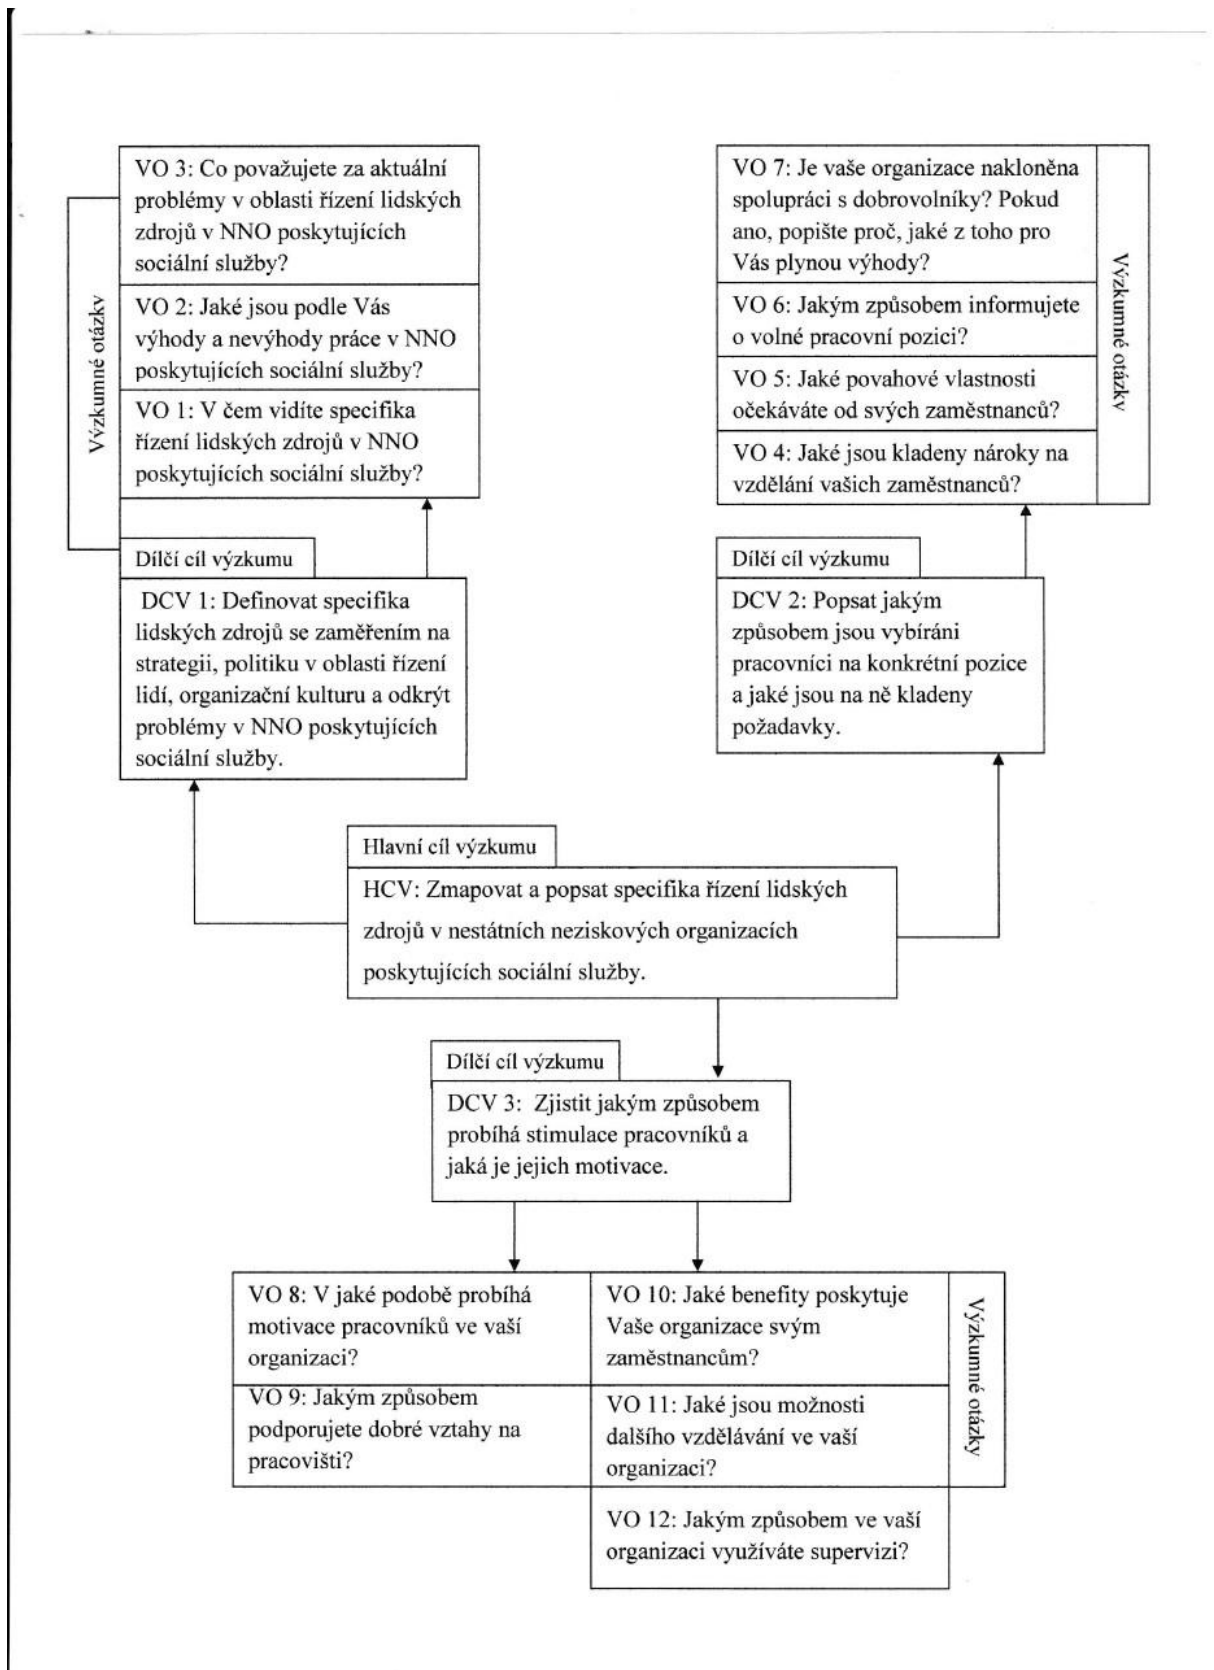 VO 3: Co považujete za aktuální
problémy v oblasti řízení lidských
zdrojů v NNO poskytujících
sociální služby?
VO 2: Jaké jsou podle Vás
výhody a nevýhody práce v NNO
poskytujících sociální služby?
VO 1: V čem vidíte specifika
řízení lidských zdrojů v NNO
poskytujících sociální služby?
Výzkumné otázky
Dílčí cíl výzkumu
DCV 1: Definovat specifika
lidských zdrojů se zaměřením na
strategii, politiku v oblasti řízení
lidí, organizační kulturu a odkrýt
problémy v NNO poskytujících
sociální služby.
VO 7: Je vaše organizace nakloněna
spolupráci s dobrovolníky? Pokud
ano, popište proč, jaké z toho pro
Vás plynou výhody?
VO 6: Jakým způsobem informujete
o volné pracovní pozici?
VO 5: Jaké povahové vlastnosti
očekáváte od svých zaměstnanců?
VO 4: Jaké jsou kladeny nároky na
vzdělání vašich zaměstnanců?
Výzkumné otázky
Dílčí cíl výzkumu
DCV 2: Popsat jakým
způsobem jsou vybíráni
pracovníci na konkrétní pozice
a jaké jsou na ně kladeny
požadavky.
Hlavní cíl výzkumu
HCV: Zmapovat a popsat specifika řízení lidských
zdrojů v nestátních neziskových organizacích
poskytujících sociální služby.
Dílčí cíl výzkumu
DCV 3: Zjistit jakým způsobem
probíhá stimulace pracovníků a
jaká je jejich motivace.
VO 8: V jaké podobě probíhá
motivace pracovníků ve vaší
organizaci?
VO 9: Jakým způsobem
podporujete dobré vztahy na
pracovišti?
VO 10: Jaké benefity poskytuje
Vaše organizace svým
zaměstnancům?
VO 11: Jaké jsou možnosti
dalšího vzdělávání ve vaší
organizaci?
VO 12: Jakým způsobem ve vaší
organizaci využíváte supervizi?
Výzkumné otázky